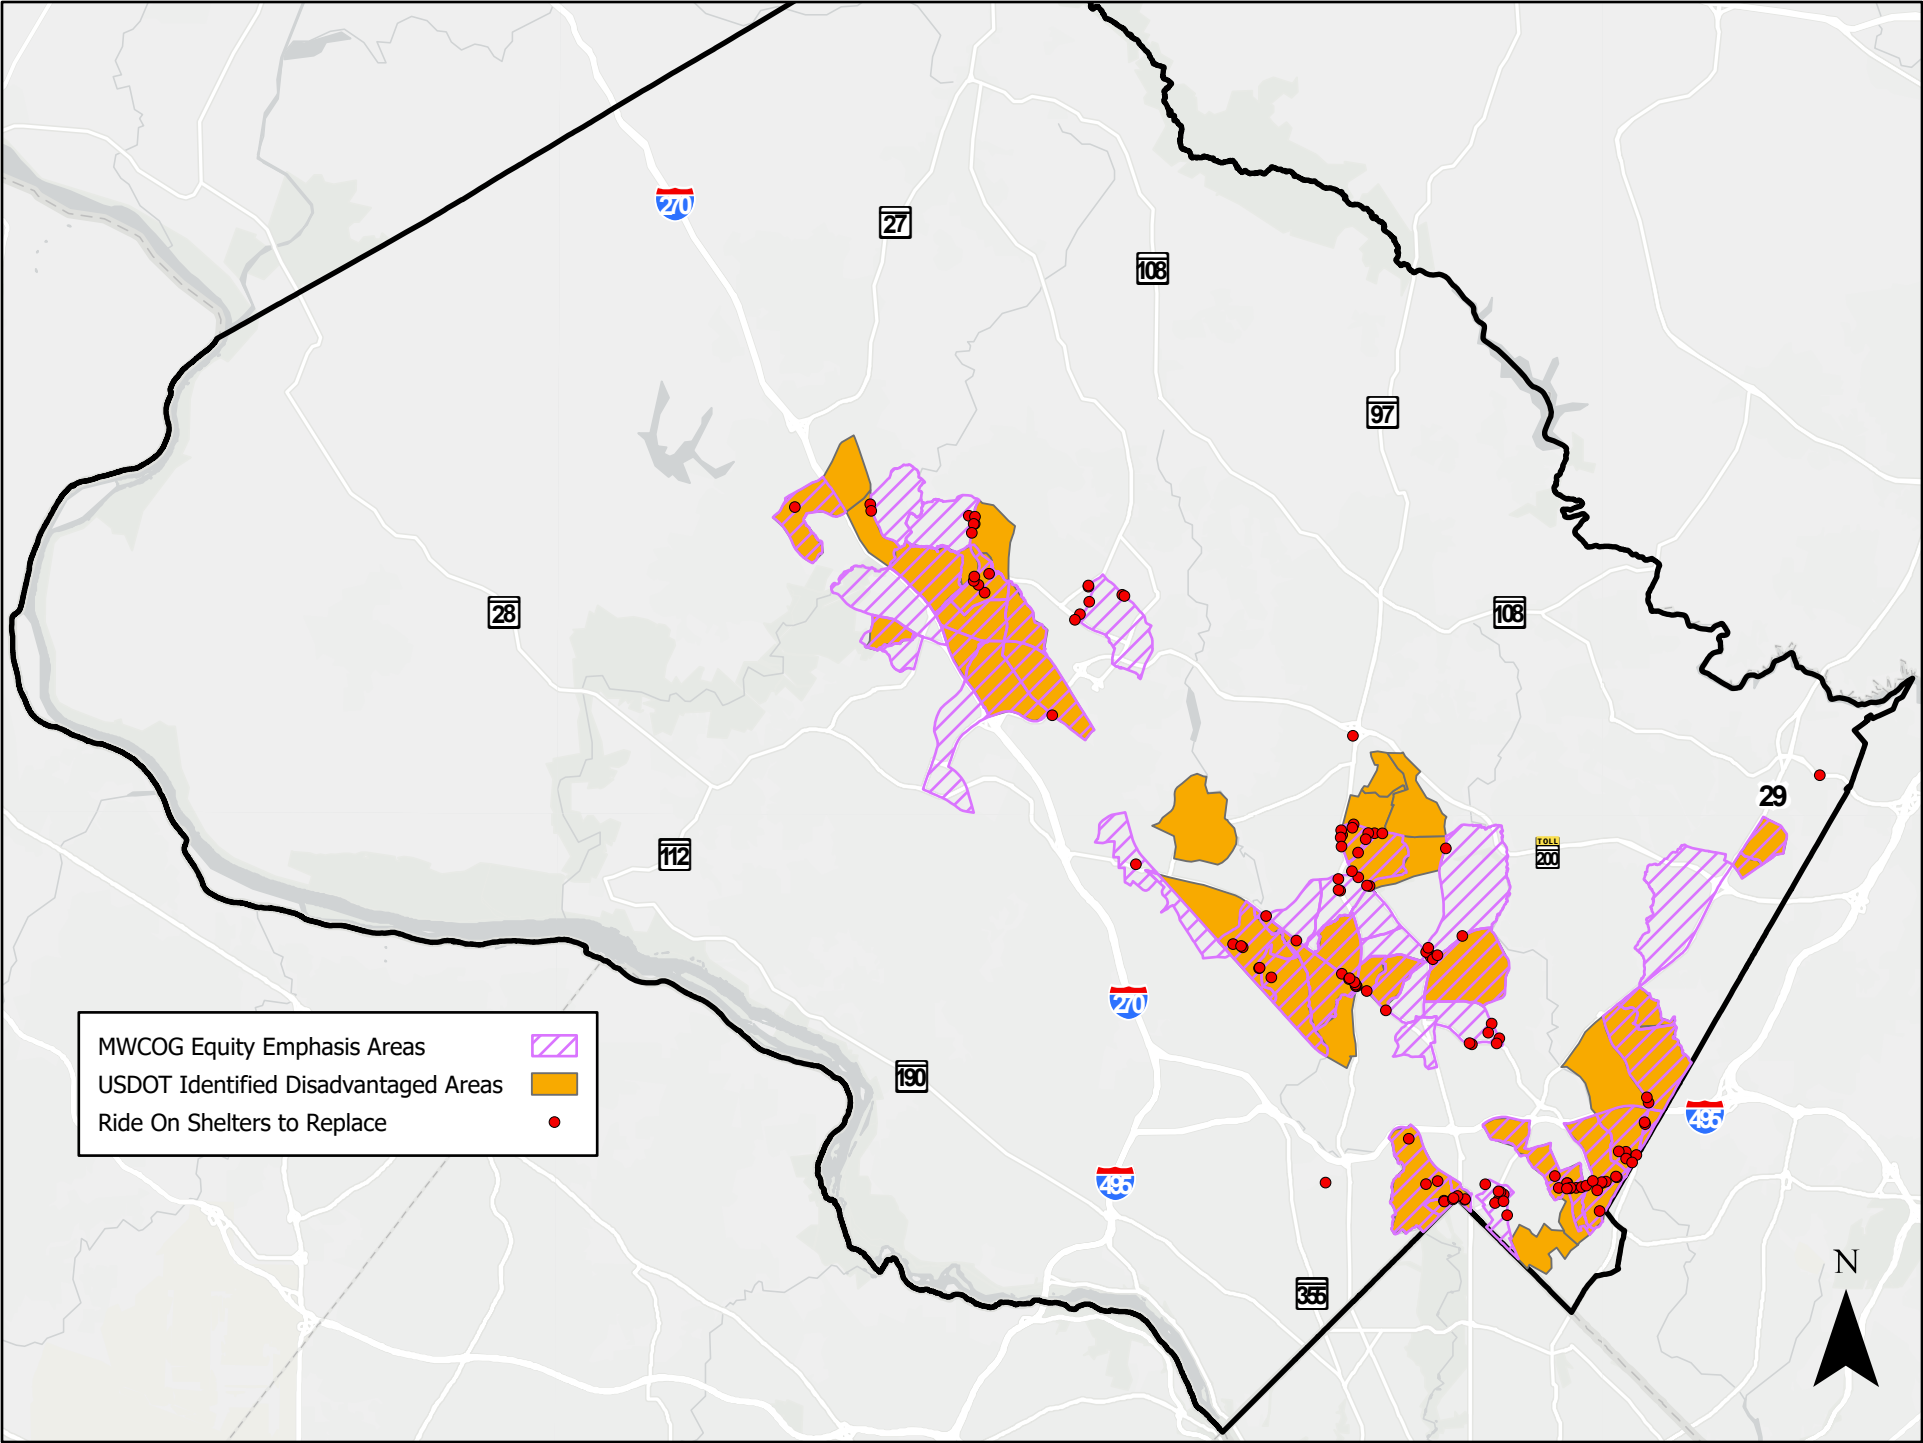 270
27
108
97
28
108
29
TOLL
200
112
270
MWCOG Equity Emphasis Areas
USDOT Identified Disadvantaged Areas
Ride On Shelters to Replace
190
495
495
355
N